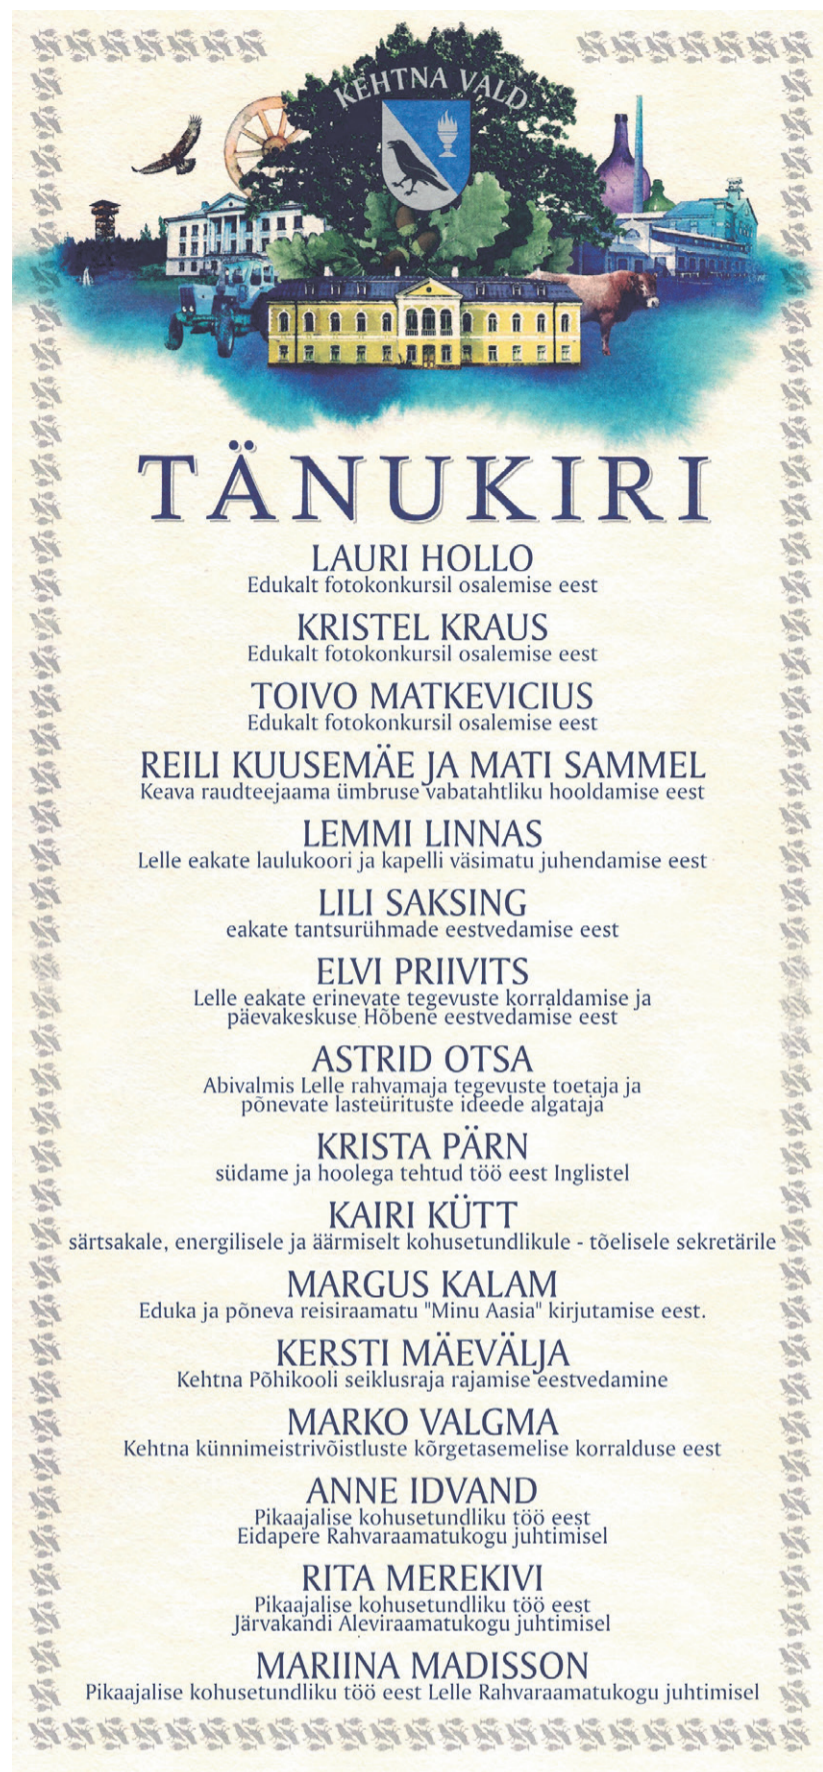 KEHTNA VALD
TÄNUKIRI
LAURI HOLLO
Edukalt fotokonkursil osalemise eest
KRISTEL KRAUS
Edukalt fotokonkursil osalemise eest
TOIVO MATKEVICIUS
Edukalt fotokonkursil osalemise eest
REILI KUUSEMÄE JA MATI SAMMEL
Keava raudteejaama ümbruse vabatahtliku hooldamise eest
LEMMI LINNAS
Lelle eakate laulukoori ja kapelli väsimatu juhendamise eest
LILI SAKSING
eakate tantsurühmade eestvedamise eest
ELVI PRIIVITS
Lelle eakate erinevate tegevuste korraldamise ja
päevakeskuse Hõbene eestvedamise eest
ASTRID OTSA
Abivalmis Lelle rahvamaja tegevuste toetaja ja
põnevate lasteürituste ideede algataja
KRISTA PÄRN
südame ja hoolega tehtud töö eest Inglistel
KAIRI KÜTT
särtsakale, energilisele ja äärmiselt kohusetundlikule - tõelisele sekretärile
MARGUS KALAM
Eduka ja põneva reisiraamatu "Minu Aasia" kirjutamise eest.
KERSTI MÄEVÄLJA
Kehtna Põhikooli seiklusraja rajamise eestvedamine
MARKO VALGMA
Kehtna künnimeistrivõistluste kõrgetasemelise korralduse eest
ANNE IDVAND
Pikaajalise kohusetundliku töö eest
Eidapere Rahvaraamatukogu juhtimisel
RITA MEREKIVI
Pikaajalise kohusetundliku töö eest
Järvakandi Aleviraamatukogu juhtimisel
MARIINA MADISSON
Pikaajalise kohusetundliku töö eest Lelle Rahvaraamatukogu juhtimisel